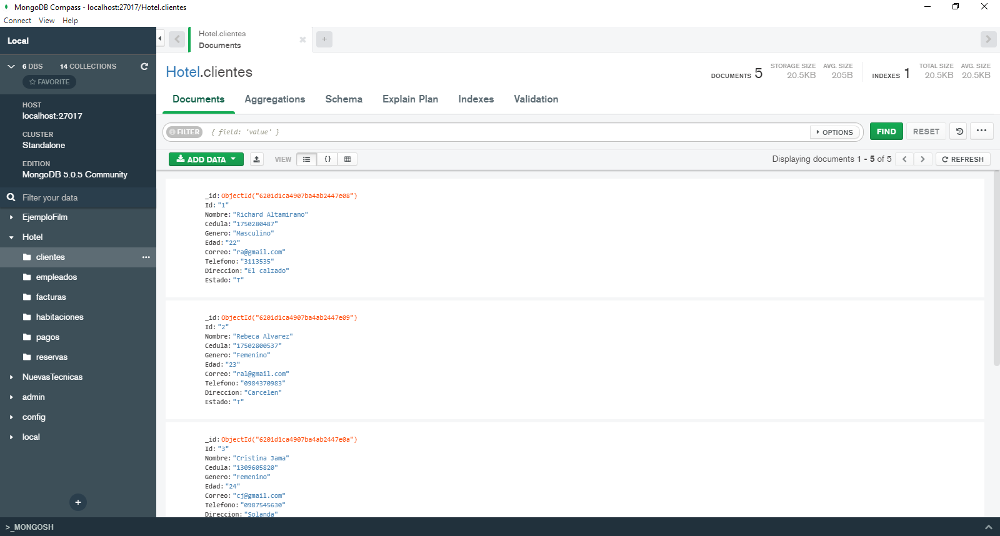 MongoDB Compass - localhost:27017/Hotel.clientes
Connect View Help
Local
6 DBS 14 COLLECTIONS
FAVORITE
HOST
localhost:27017
CLUSTER
Standalone
EDITION
MongoDB 5.0.5 Community
Filter your data
EjemploFilm
Hotel
clientes
empleados
facturas
habitaciones
pagos
reservas
NuevasTecnicas
admin
config
local
Hotel.clientes
Documents
Hotel.clientes
DOCUMENTS 5 STORAGE SIZE 20.5KB AVG. SIZE 205B INDEXES 1 TOTAL SIZE 20.5KB AVG. SIZE 20.5KB
Documents Aggregations Schema Explain Plan Indexes Validation
FILTER { field: 'value' } OPTIONS FIND RESET
ADD DATA VIEW { } Displaying documents 1 - 5 of 5 REFRESH
_id: ObjectId("6201d1ca4907ba4ab2447e08")
Id: "1"
Nombre: "Richard Altamirano"
Cedula: "1750280487"
Genero: "Masculino"
Edad: "22"
Correo: "ra@gmail.com"
Telefono: "3113535"
Direccion: "El calzado"
Estado: "T"
_id: ObjectId("6201d1ca4907ba4ab2447e09")
Id: "2"
Nombre: "Rebeca Alvarez"
Cedula: "17502800537"
Genero: "Femenino"
Edad: "23"
Correo: "ral@gmail.com"
Telefono: "0984370983"
Direccion: "Carcelen"
Estado: "T"
_id: ObjectId("6201d1ca4907ba4ab2447e0a")
Id: "3"
Nombre: "Cristina Jama"
Cedula: "1309605820"
Genero: "Femenino"
Edad: "24"
Correo: "cj@gmail.com"
Telefono: "0987545630"
Direccion: "Solanda"
>_MONGOSH